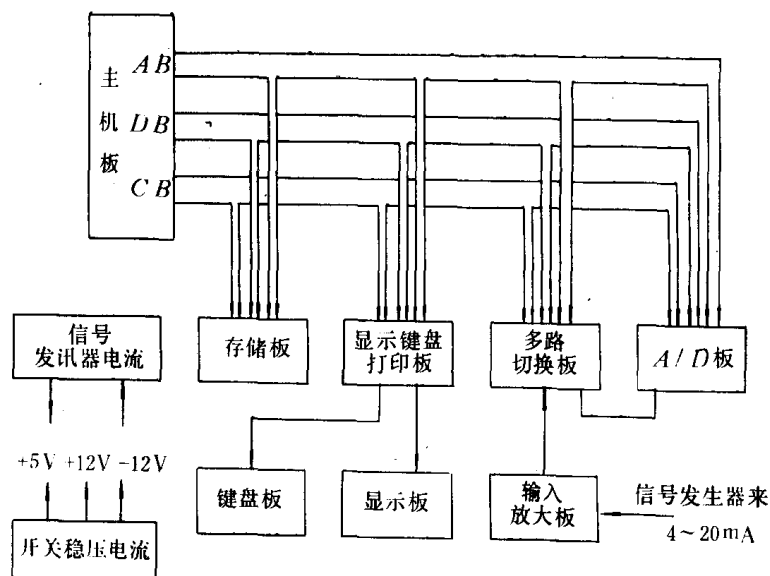 主
机
板
AB
DB
CB
信号
发讯器电流
存储板
显示键盘
打印板
多路
切换板
A/D板
+5V +12V -12V
键盘板
显示板
输入
放大板
信号发生器来
4~20mA
开关稳压电流